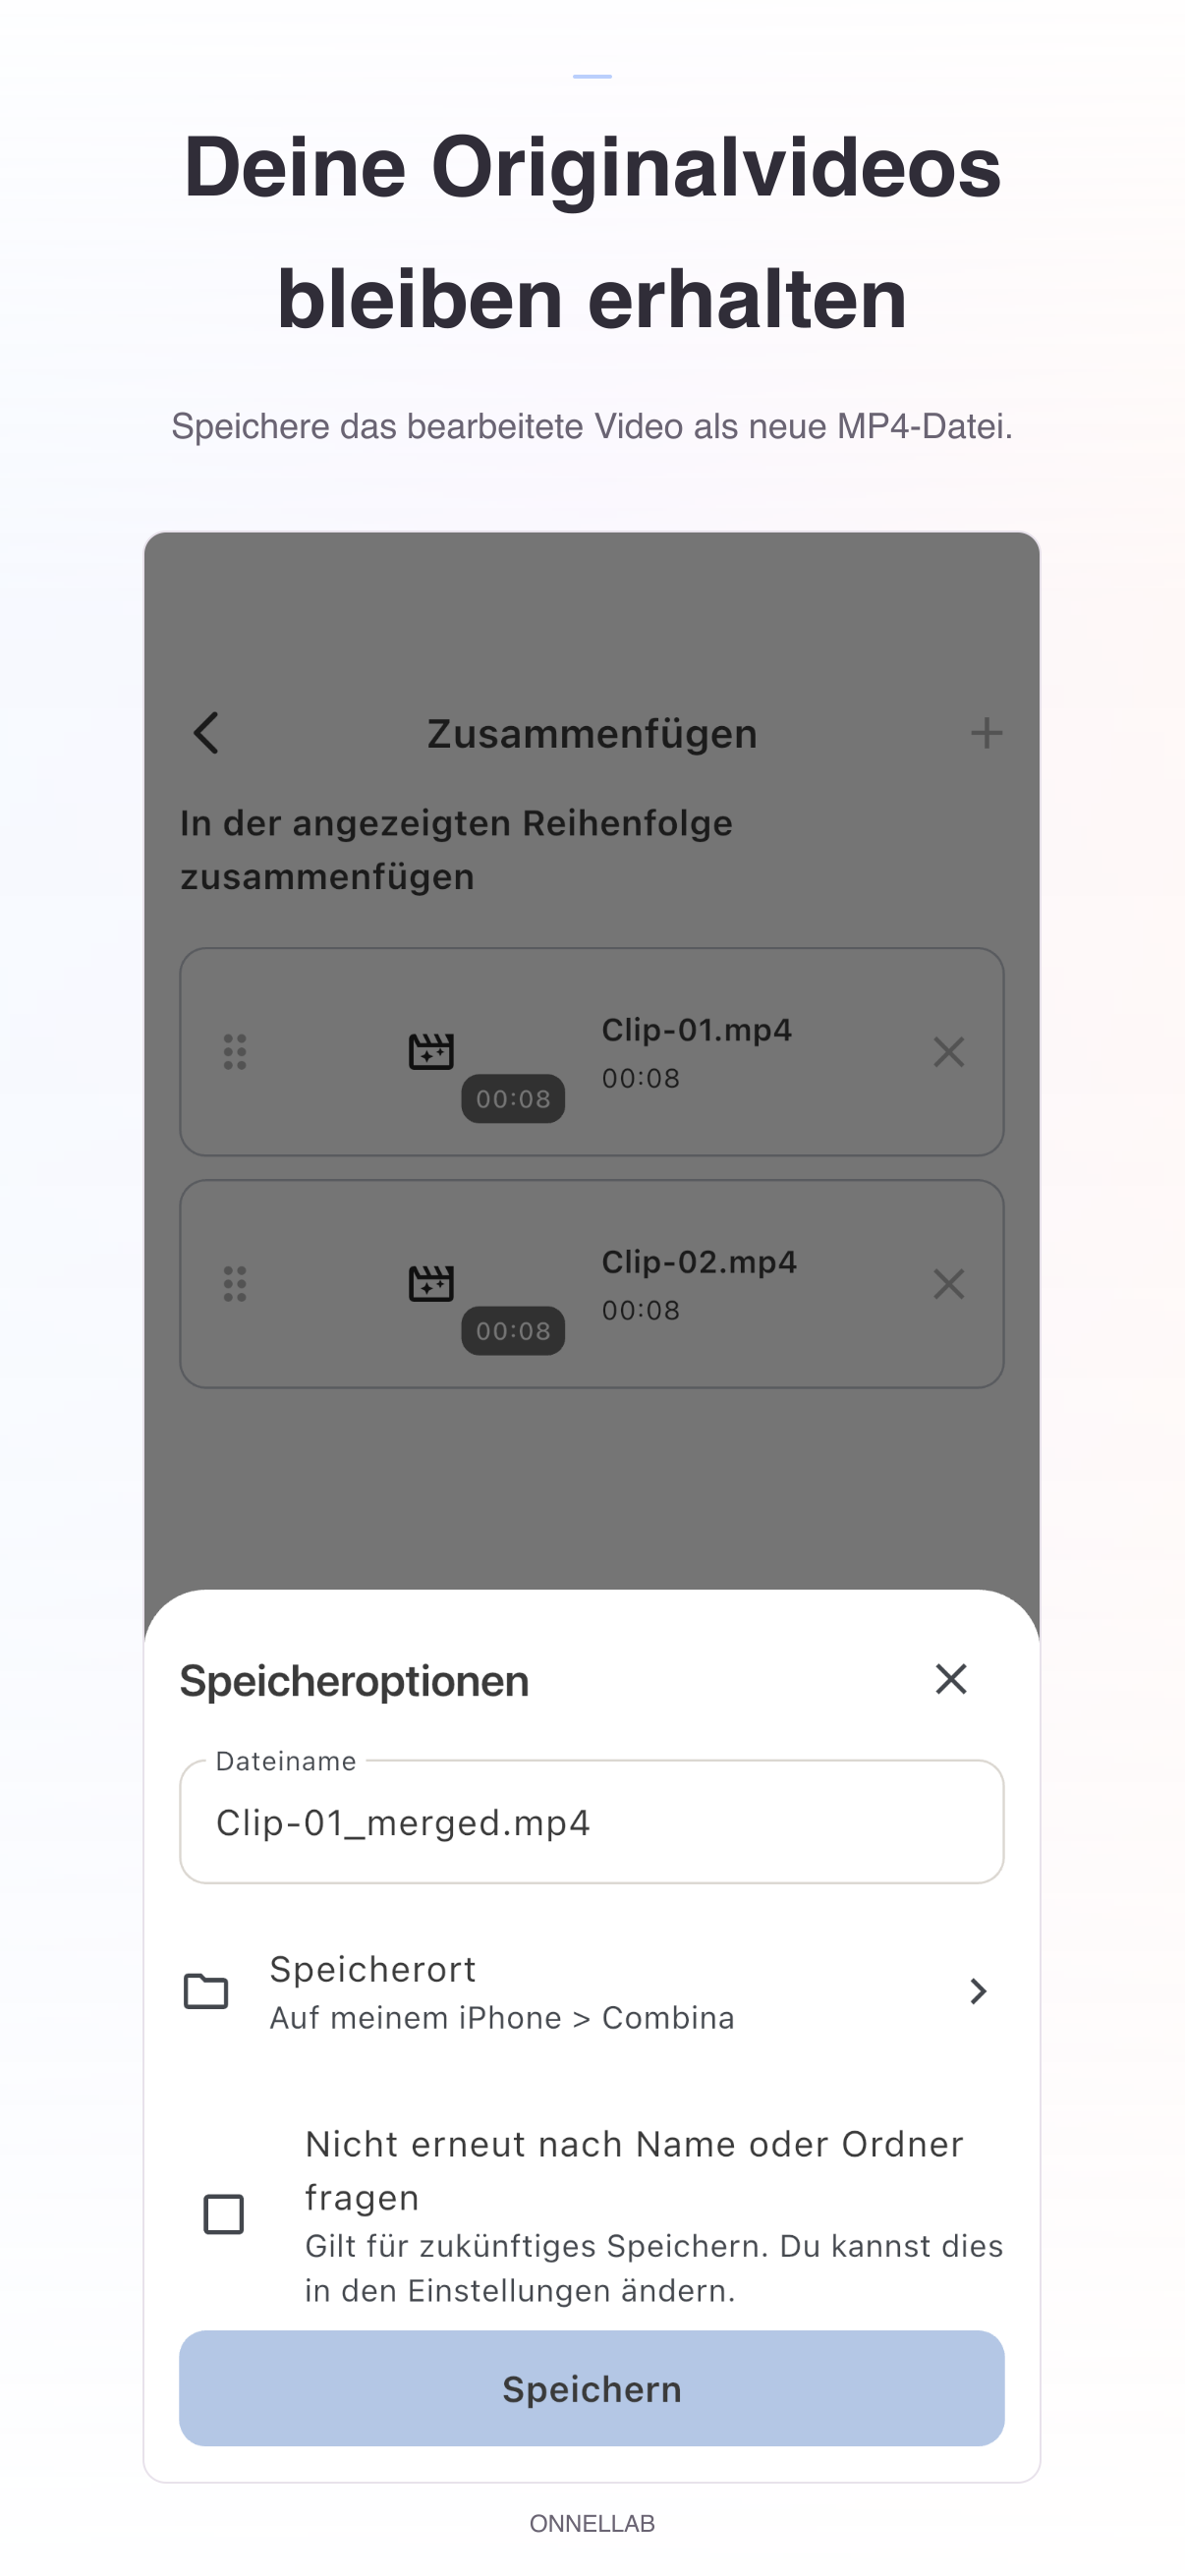 Deine Originalvideos
bleiben erhalten
Speichere das bearbeitete Video als neue MP4-Datei.
Zusammenfügen
In der angezeigten Reihenfolge
zusammenfügen
Clip-01.mp4
00:08
00:08
Clip-02.mp4
00:08
00:08
Speicheroptionen
Dateiname
Clip-01_merged.mp4
Speicherort
Auf meinem iPhone > Combina
Nicht erneut nach Name oder Ordner
fragen
Gilt für zukünftiges Speichern. Du kannst dies
in den Einstellungen ändern.
Speichern
ONNELLAB